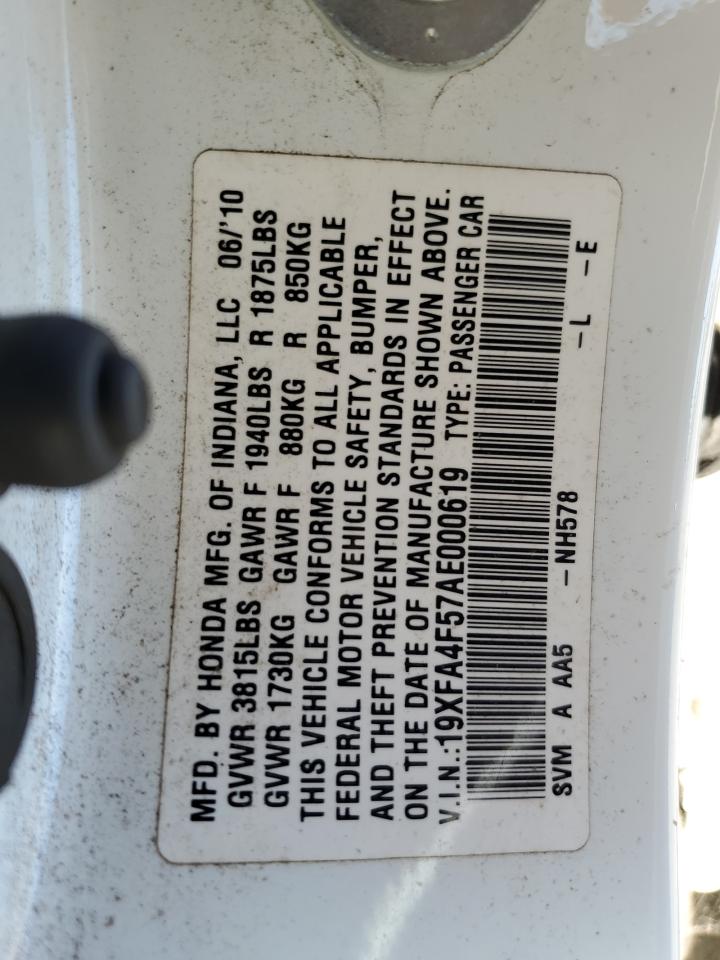 MFD. BY HONDA MFG. OF INDIANA, LLC 06/'10
GVWR 3815LBS GAWR F 1940LBS R 1875LBS
GVWR 1730KG GAWR F 880KG R 850KG
THIS VEHICLE CONFORMS TO ALL APPLICABLE
FEDERAL MOTOR VEHICLE SAFETY, BUMPER,
AND THEFT PREVENTION STANDARDS IN EFFECT
ON THE DATE OF MANUFACTURE SHOWN ABOVE.
V.I.N.:19XFA4F57AE000619 TYPE: PASSENGER CAR
SVM A AA5 -NH578 -L -E